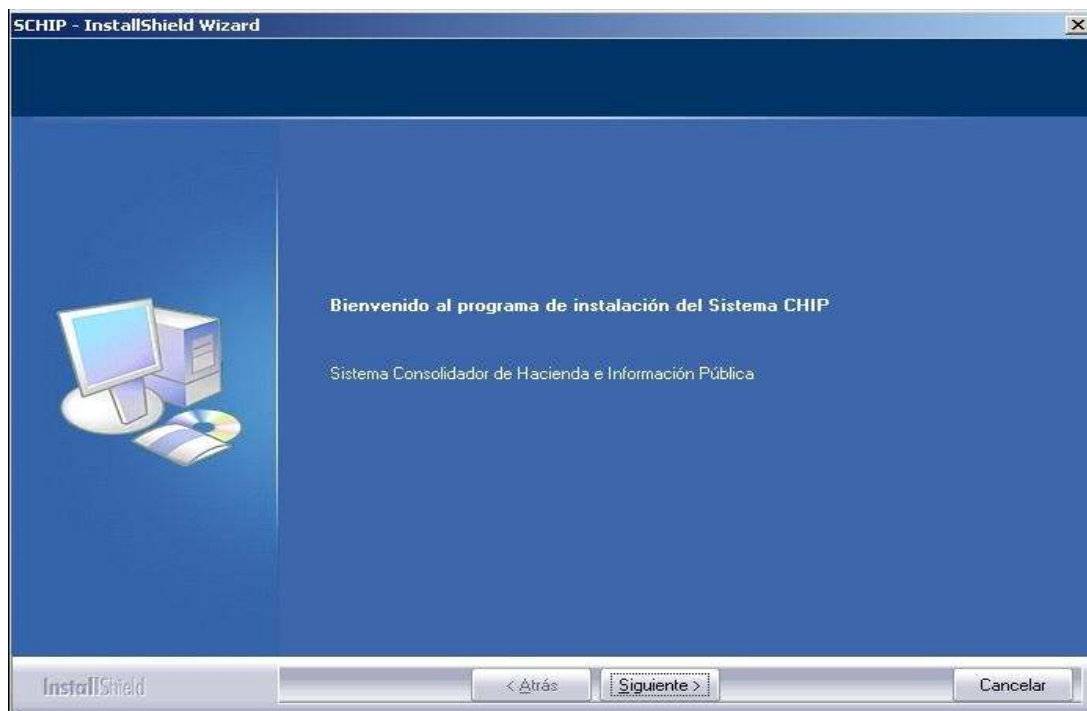 SCHIP - InstallShield Wizard
Bienvenido al programa de instalación del Sistema CHIP
Sistema Consolidador de Hacienda e Información Pública
InstallShield
< Atrás
Siguiente >
Cancelar